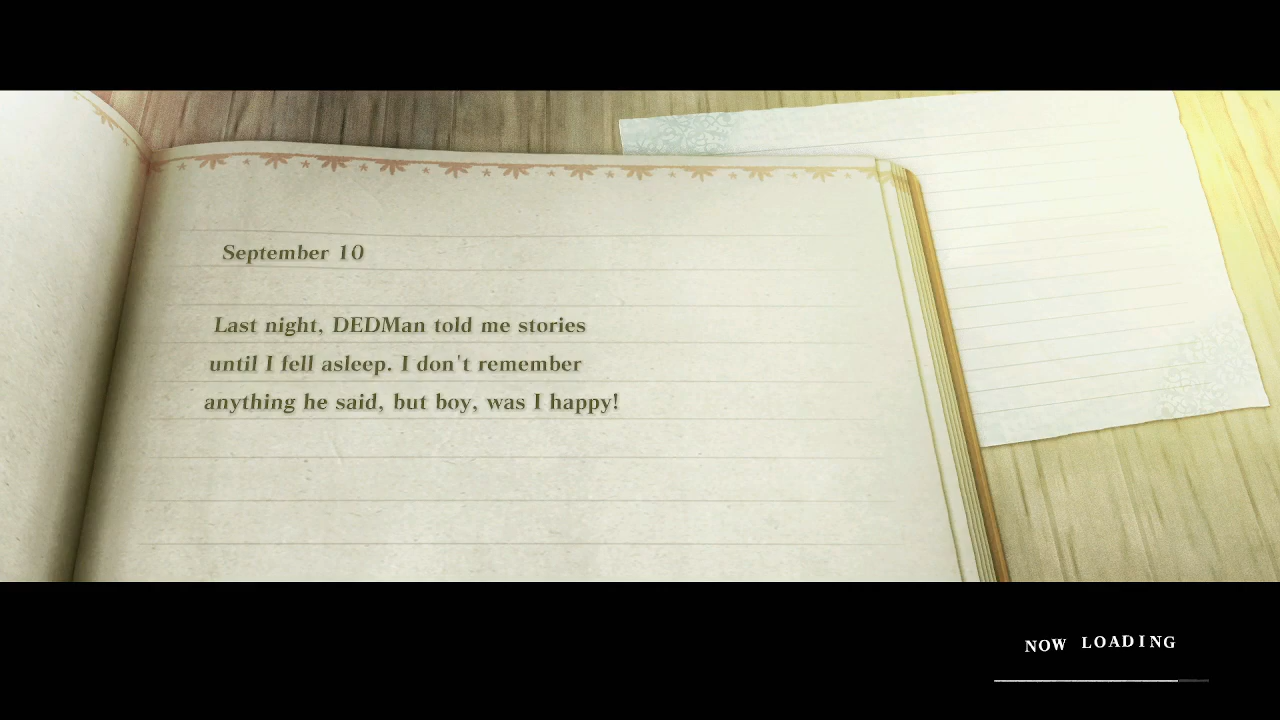 September 10
Last night, DEDMan told me stories
until I fell asleep. I don't remember
anything he said, but boy, was I happy!
NOW LOADING